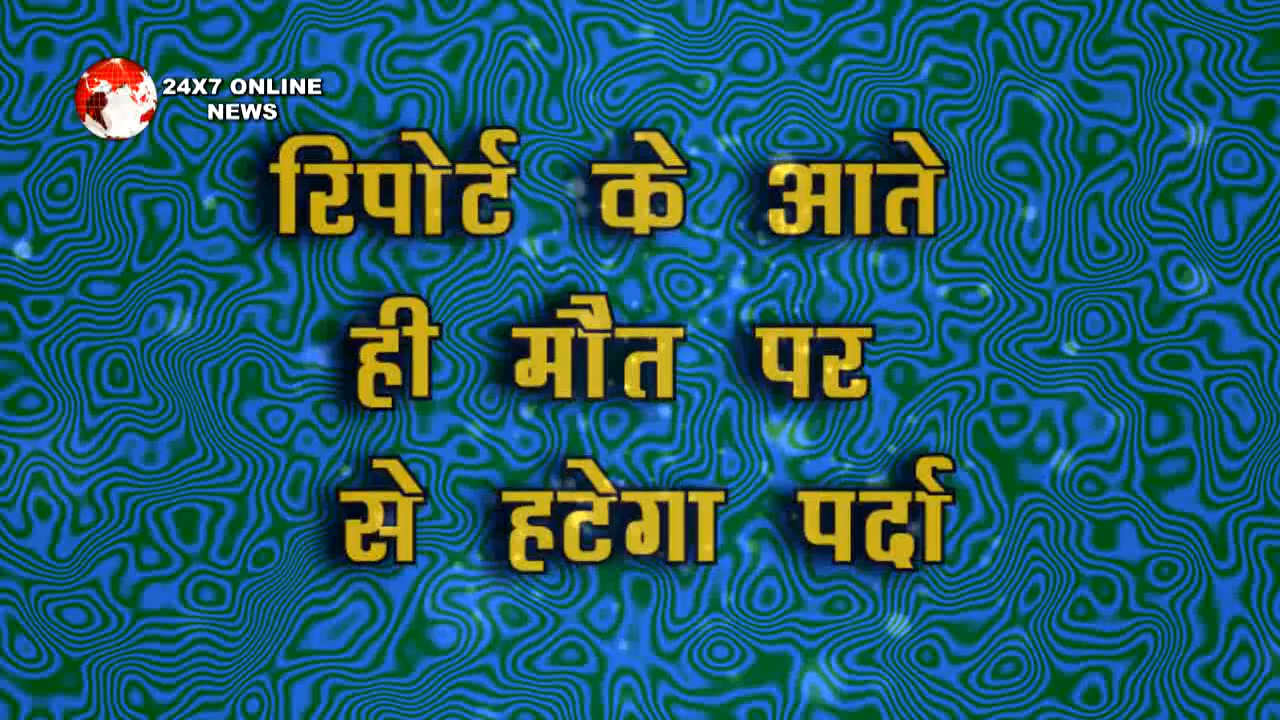 24X7 ONLINE
NEWS
रिपोर्ट के आते
ही मौत पर
से हटेगा पर्दा